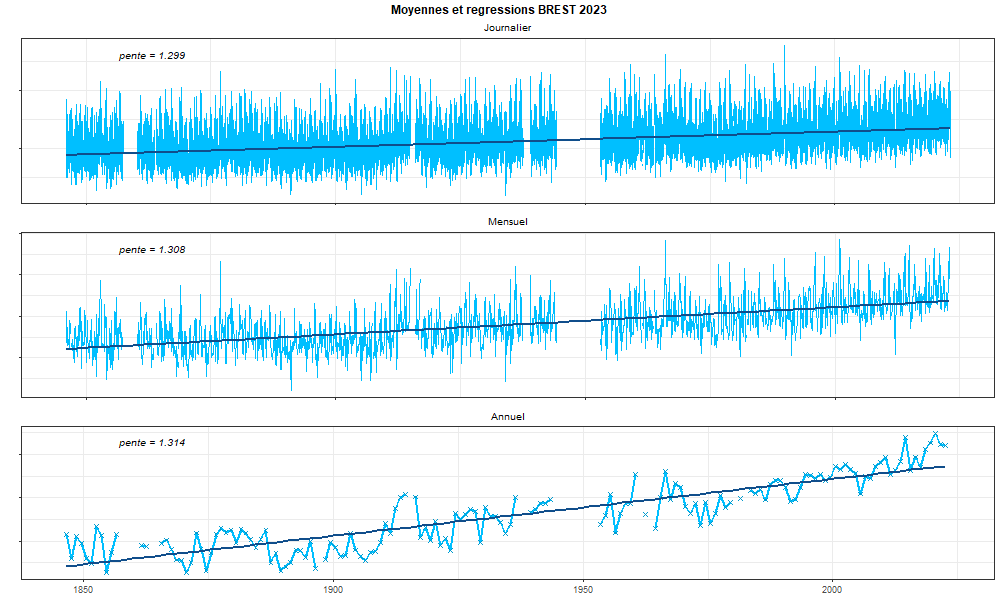 Moyennes et regressions BREST 2023
Journalier
pente = 1.299
Mensuel
pente = 1.308
Annuel
pente = 1.314
1850 1900 1950 2000